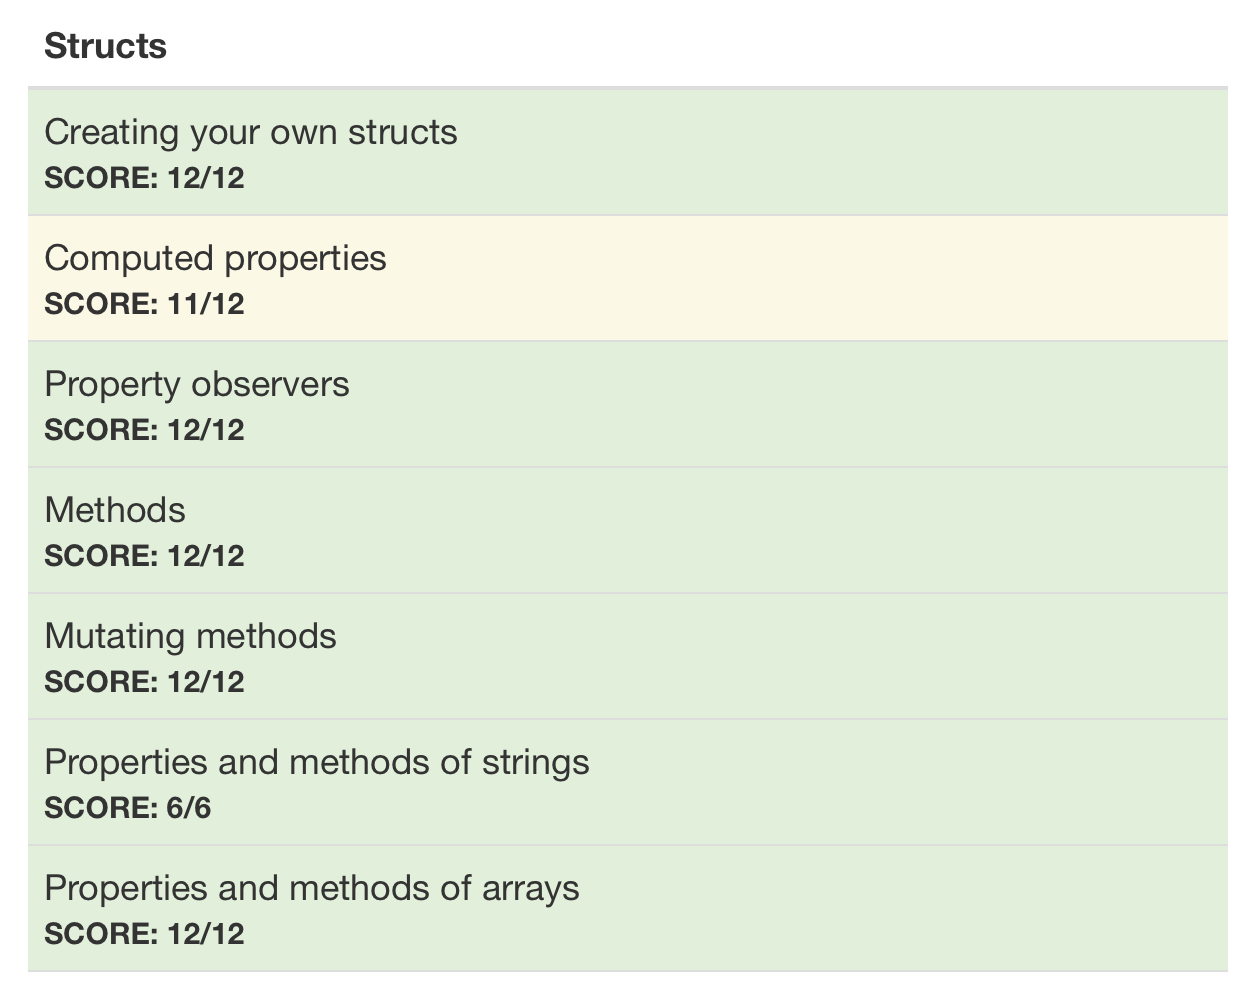 Structs
Creating your own structs
SCORE: 12/12
Computed properties
SCORE: 11/12
Property observers
SCORE: 12/12
Methods
SCORE: 12/12
Mutating methods
SCORE: 12/12
Properties and methods of strings
SCORE: 6/6
Properties and methods of arrays
SCORE: 12/12